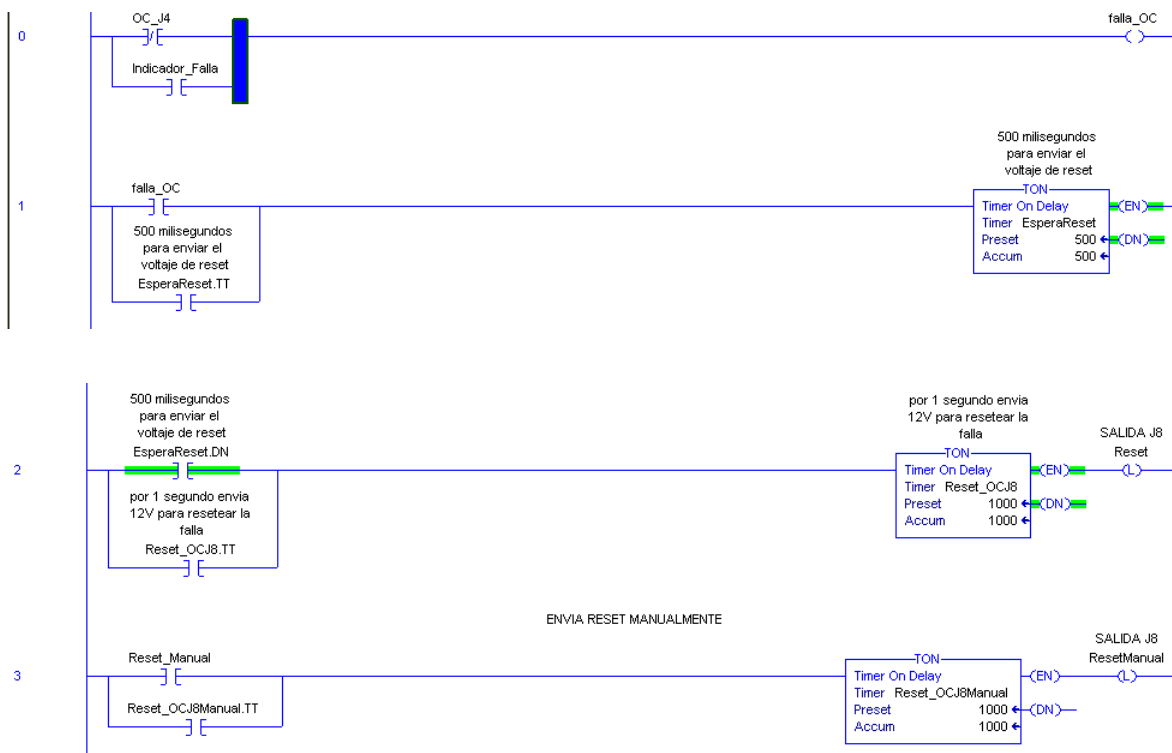 OC_J4
falla_OC
0
Indicador_Falla
500 milisegundos
para enviar el
voltaje de reset
TON
falla_OC
1
Timer On Delay
(EN)
Timer EsperaReset
500 milisegundos
para enviar el
voltaje de reset
EsperaReset.TT
Preset 500
(DN)
Accum 500
500 milisegundos
para enviar el
voltaje de reset
EsperaReset.DN
por 1 segundo envia
12V para resetear la
falla
SALIDA J8
Reset
TON
2
Timer On Delay
(EN)
(L)
Timer Reset_OCJ8
por 1 segundo envia
12V para resetear la
falla
Reset_OCJ8.TT
Preset 1000
(DN)
Accum 1000
ENVIA RESET MANUALMENTE
SALIDA J8
ResetManual
Reset_Manual
TON
3
Timer On Delay
(EN)
(L)
Timer Reset_OCJ8Manual
Reset_OCJ8Manual.TT
Preset 1000
(DN)
Accum 1000